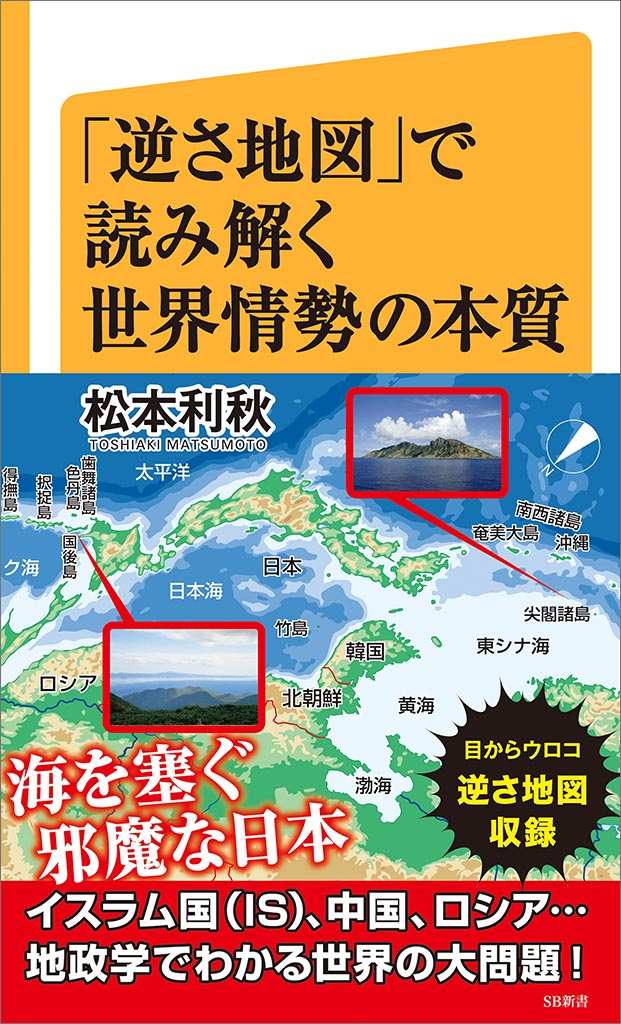 「逆さ地図」で
読み解く
世界情勢の本質
松本利秋
TOSHIAKI MATSUMOTO
太平洋
得撫島
択捉島
色丹島
歯舞諸島
国後島
ク海
日本海
日本
竹島
韓国
北朝鮮
ロシア
黄海
渤海
東シナ海
尖閣諸島
奄美大島
南西諸島
沖縄
N
海を塞ぐ
邪魔な日本
目からウロコ
逆さ地図
収録
イスラム国(IS)、中国、ロシア…
地政学でわかる世界の大問題！
SB新書